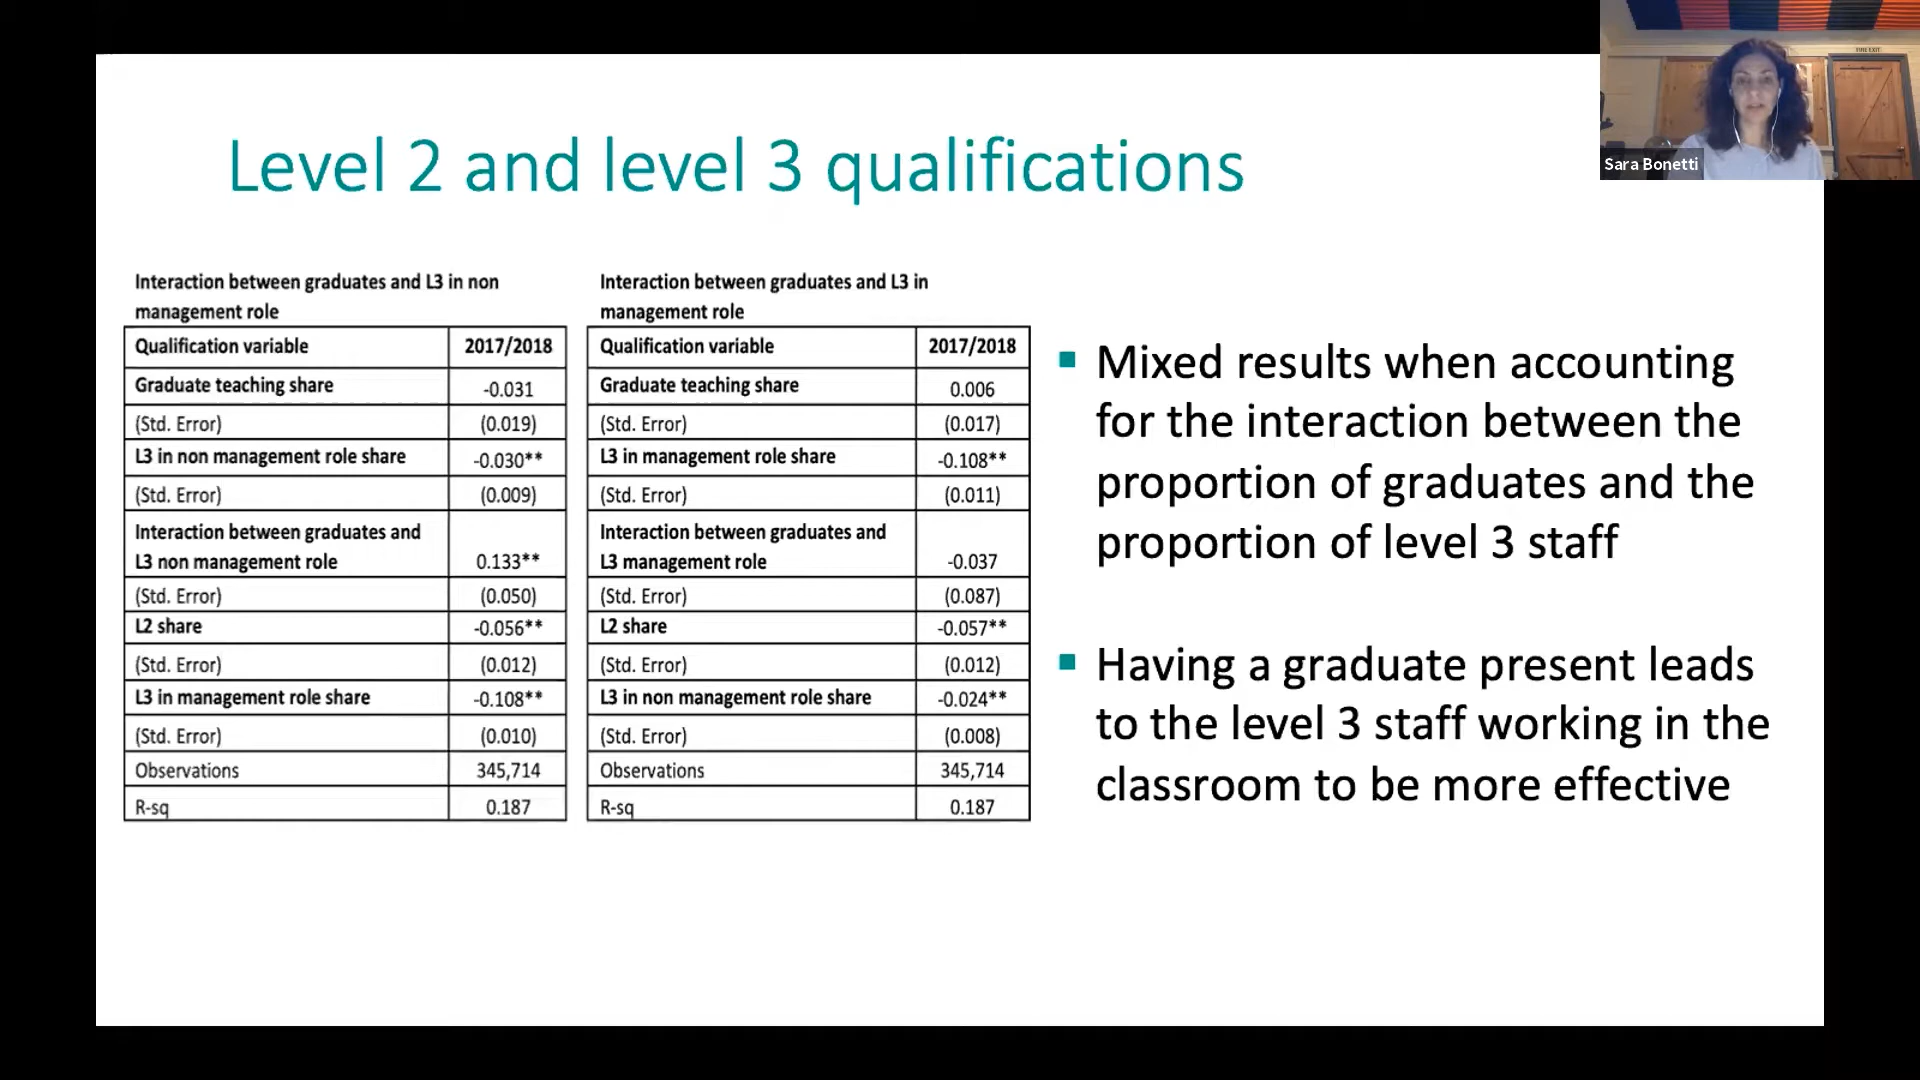 FIRE EXIT
Sara Bonetti
Level 2 and level 3 qualifications
Interaction between graduates and L3 in non
management role
Qualification variable 2017/2018
Graduate teaching share -0.031
(Std. Error) (0.019)
L3 in non management role share -0.030**
(Std. Error) (0.009)
Interaction between graduates and
L3 non management role 0.133**
(Std. Error) (0.050)
L2 share -0.056**
(Std. Error) (0.012)
L3 in management role share -0.108**
(Std. Error) (0.010)
Observations 345,714
R-sq 0.187
Interaction between graduates and L3 in
management role
Qualification variable 2017/2018
Graduate teaching share 0.006
(Std. Error) (0.017)
L3 in management role share -0.108**
(Std. Error) (0.011)
Interaction between graduates and
L3 management role -0.037
(Std. Error) (0.087)
L2 share -0.057**
(Std. Error) (0.012)
L3 in non management role share -0.024**
(Std. Error) (0.008)
Observations 345,714
R-sq 0.187
▪ Mixed results when accounting
for the interaction between the
proportion of graduates and the
proportion of level 3 staff
▪ Having a graduate present leads
to the level 3 staff working in the
classroom to be more effective